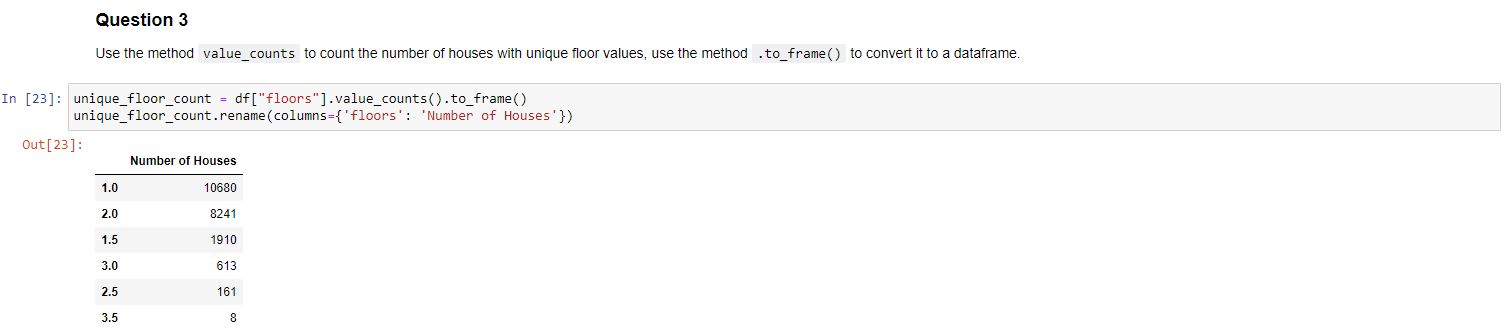 Question 3
Use the method value_counts to count the number of houses with unique floor values, use the method .to_frame() to convert it to a dataframe.
In [23]: unique_floor_count = df["floors"].value_counts().to_frame()
unique_floor_count.rename(columns={'floors': 'Number of Houses'})
Out[23]:
Number of Houses
1.0 10680
2.0 8241
1.5 1910
3.0 613
2.5 161
3.5 8